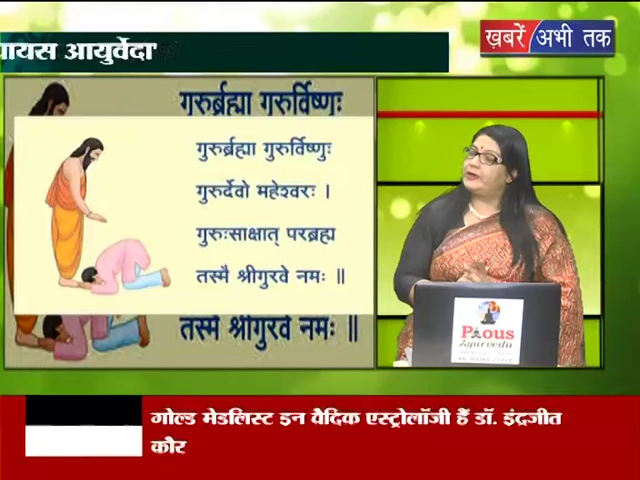 पायस आयुर्वेदा
ख़बरें अभी तक
गुरुर्ब्रह्मा गुरुर्विष्णुः
गुरुर्ब्रह्मा गुरुर्विष्णुः
गुरुर्देवो महेश्वरः ।
गुरुःसाक्षात् परब्रह्म
तस्मै श्रीगुरवे नमः ॥
तस्मै श्रीगुरवे नमः ॥
Pious
Ayurveda
गोल्ड मेडलिस्ट इन वैदिक एस्ट्रोलॉजी हैं डॉ. इंद्रजीत
कौर